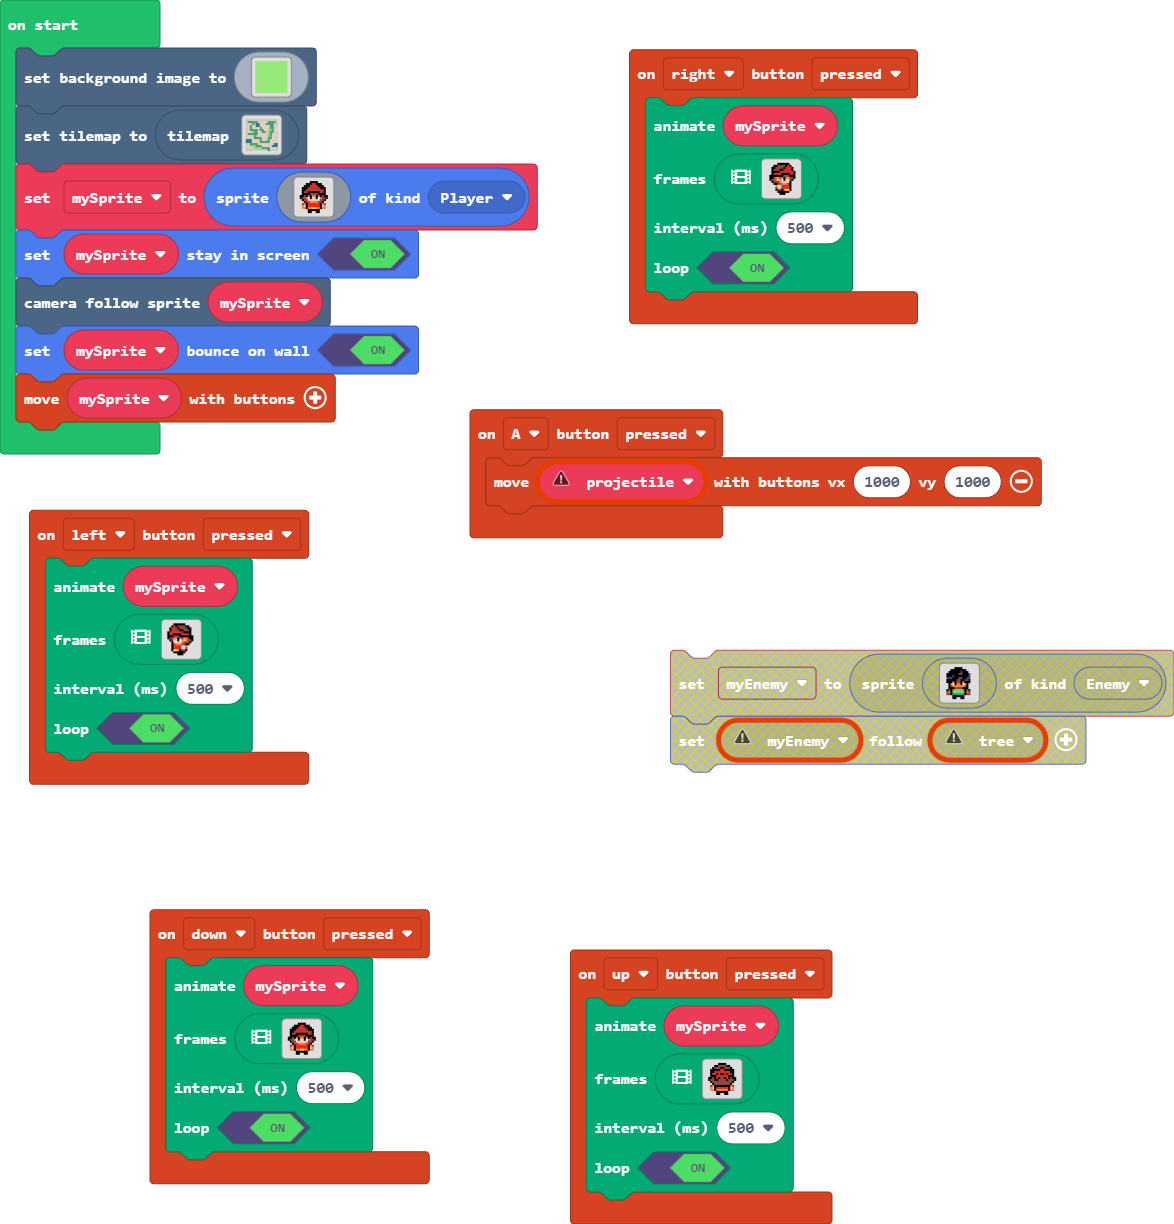 on start
set background image to
set tilemap to tilemap
set mySprite to sprite of kind Player
set mySprite stay in screen ON
camera follow sprite mySprite
set mySprite bounce on wall ON
move mySprite with buttons
on right button pressed
animate mySprite
frames
interval (ms) 500
loop ON
on A button pressed
move projectile with buttons vx 1000 vy 1000
on left button pressed
animate mySprite
frames
interval (ms) 500
loop ON
set myEnemy to sprite of kind Enemy
set myEnemy follow tree
on down button pressed
animate mySprite
frames
interval (ms) 500
loop ON
on up button pressed
animate mySprite
frames
interval (ms) 500
loop ON